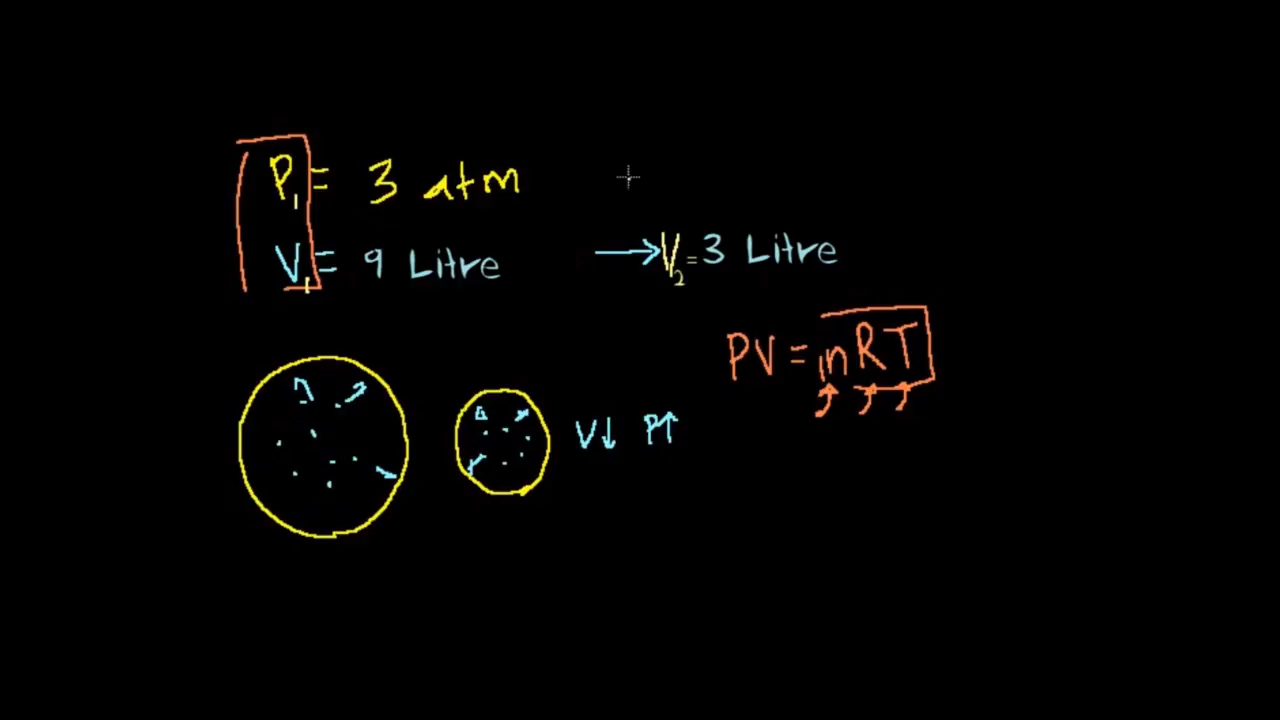 P₁ = 3 atm
V₁ = 9 Litre → V₂ = 3 Litre
PV = nRT
V↓ P↑